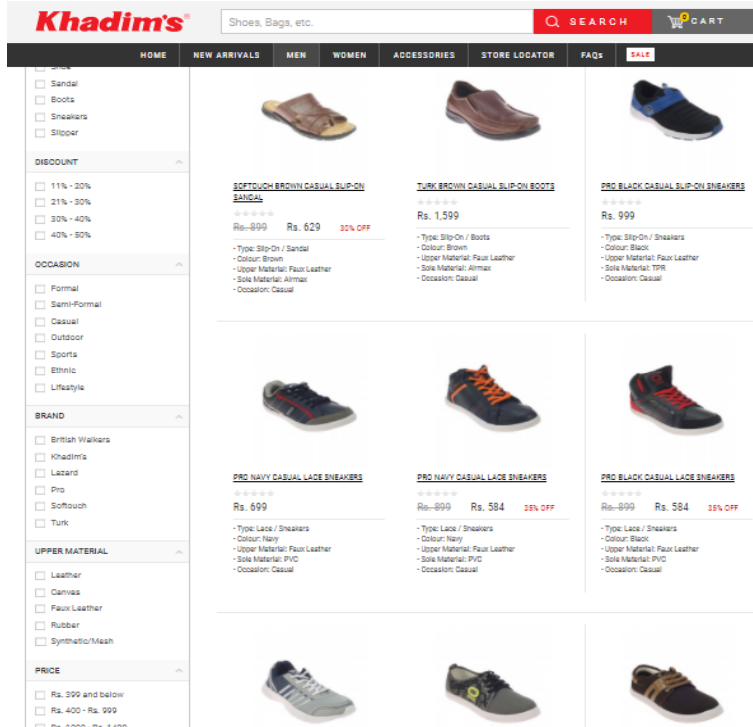 Khadim's
Shoes, Bags, etc.
SEARCH
0 CART
HOME NEW ARRIVALS MEN WOMEN ACCESSORIES STORE LOCATOR FAQs SALE
Shoe
Sandal
Boots
Sneakers
Slipper
DISCOUNT
11% - 20%
21% - 30%
30% - 40%
40% - 50%
OCCASION
Formal
Semi-Formal
Casual
Outdoor
Sports
Ethnic
Lifestyle
BRAND
British Walkers
Khadim's
Lazard
Pro
Softouch
Turk
UPPER MATERIAL
Leather
Canvas
Faux Leather
Rubber
Synthetic/Mesh
PRICE
Rs. 399 and below
Rs. 400 - Rs. 999
SOFTOUCH BROWN CASUAL SLIP-ON
SANDAL
Rs. 899 Rs. 629 30% OFF
- Type: Slip-On / Sandal
- Colour: Brown
- Upper Material: Faux Leather
- Sole Material: Airmax
- Occasion: Casual
TURK BROWN CASUAL SLIP-ON BOOTS
Rs. 1,599
- Type: Slip-On / Boots
- Colour: Brown
- Upper Material: Faux Leather
- Sole Material: Airmax
- Occasion: Casual
PRO BLACK CASUAL SLIP-ON SNEAKERS
Rs. 999
- Type: Slip-On / Sneakers
- Colour: Black
- Upper Material: Faux Leather
- Sole Material: TPR
- Occasion: Casual
PRO NAVY CASUAL LACE SNEAKERS
Rs. 699
- Type: Lace / Sneakers
- Colour: Navy
- Upper Material: Faux Leather
- Sole Material: PVC
- Occasion: Casual
PRO NAVY CASUAL LACE SNEAKERS
Rs. 899 Rs. 584 35% OFF
- Type: Lace / Sneakers
- Colour: Navy
- Upper Material: Faux Leather
- Sole Material: PVC
- Occasion: Casual
PRO BLACK CASUAL LACE SNEAKERS
Rs. 899 Rs. 584 35% OFF
- Type: Lace / Sneakers
- Colour: Black
- Upper Material: Faux Leather
- Sole Material: PVC
- Occasion: Casual